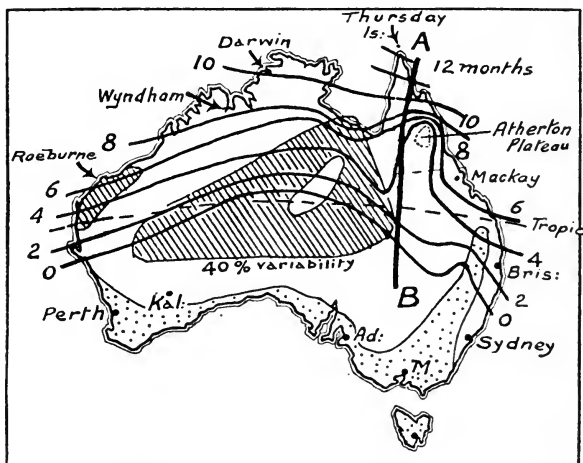 Thursday
Is:
A
Darwin
10
12 months
Wyndham
10
8
Atherton
Plateau
8
Roeburne
Mackay
6
4
6
Tropic
2
4
0
40% variability
Bris:
B
2
Kal.
0
Perth
Ad:
Sydney
M